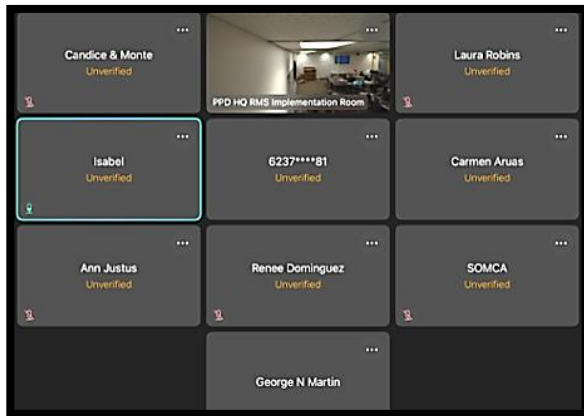 Candice & Monte
Unverified
PPD HQ RMS Implementation Room
Laura Robins
Unverified
Isabel
Unverified
6237****81
Unverified
Carmen Aruas
Unverified
Ann Justus
Unverified
Renee Dominguez
Unverified
SOMCA
Unverified
George N Martin